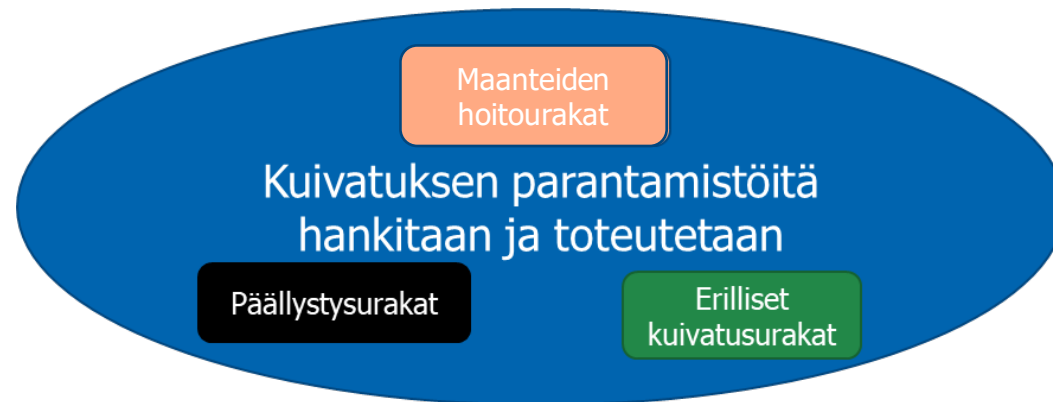 Maanteiden
hoitourakat
Kuivatuksen parantamistöitä
hankitaan ja toteutetaan
Päällystysurakat
Erilliset
kuivatusurakat